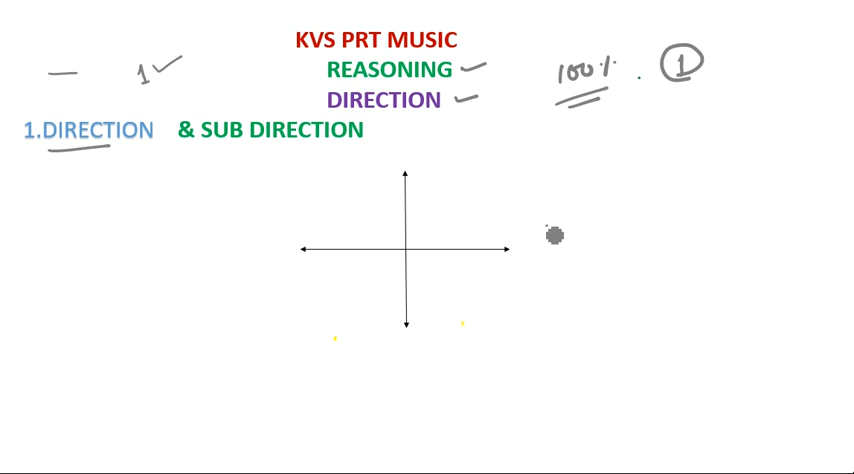 KVS PRT MUSIC
1 REASONING 100% . 1
DIRECTION
1.DIRECTION & SUB DIRECTION